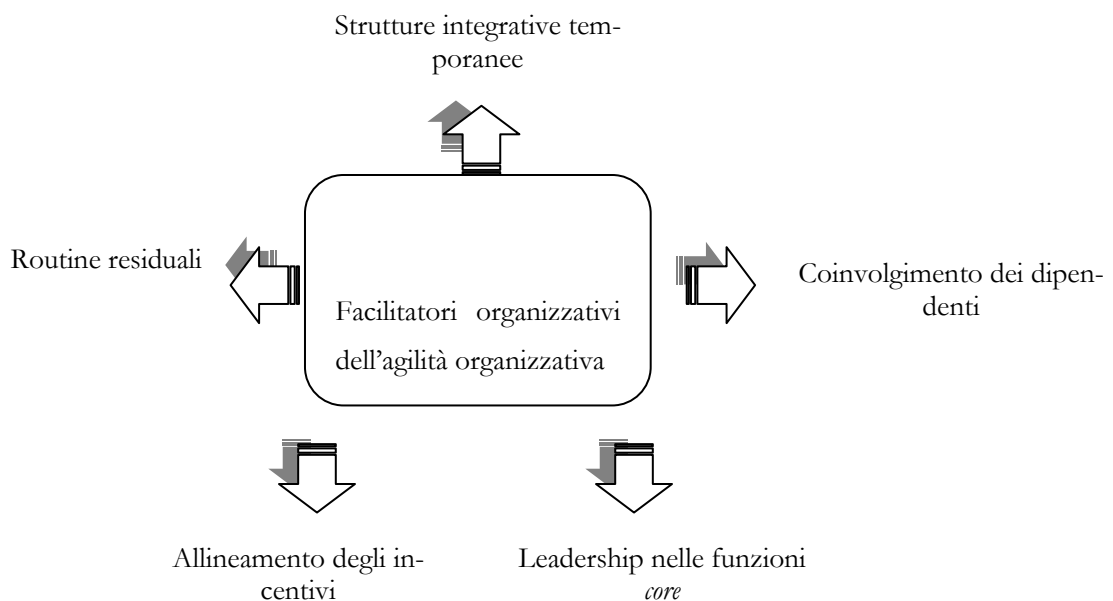 Strutture integrative tem-
poranee
Routine residuali
Coinvolgimento dei dipen-
denti
Facilitatori organizzativi
dell'agilità organizzativa
Allineamento degli in-
centivi
Leadership nelle funzioni
core